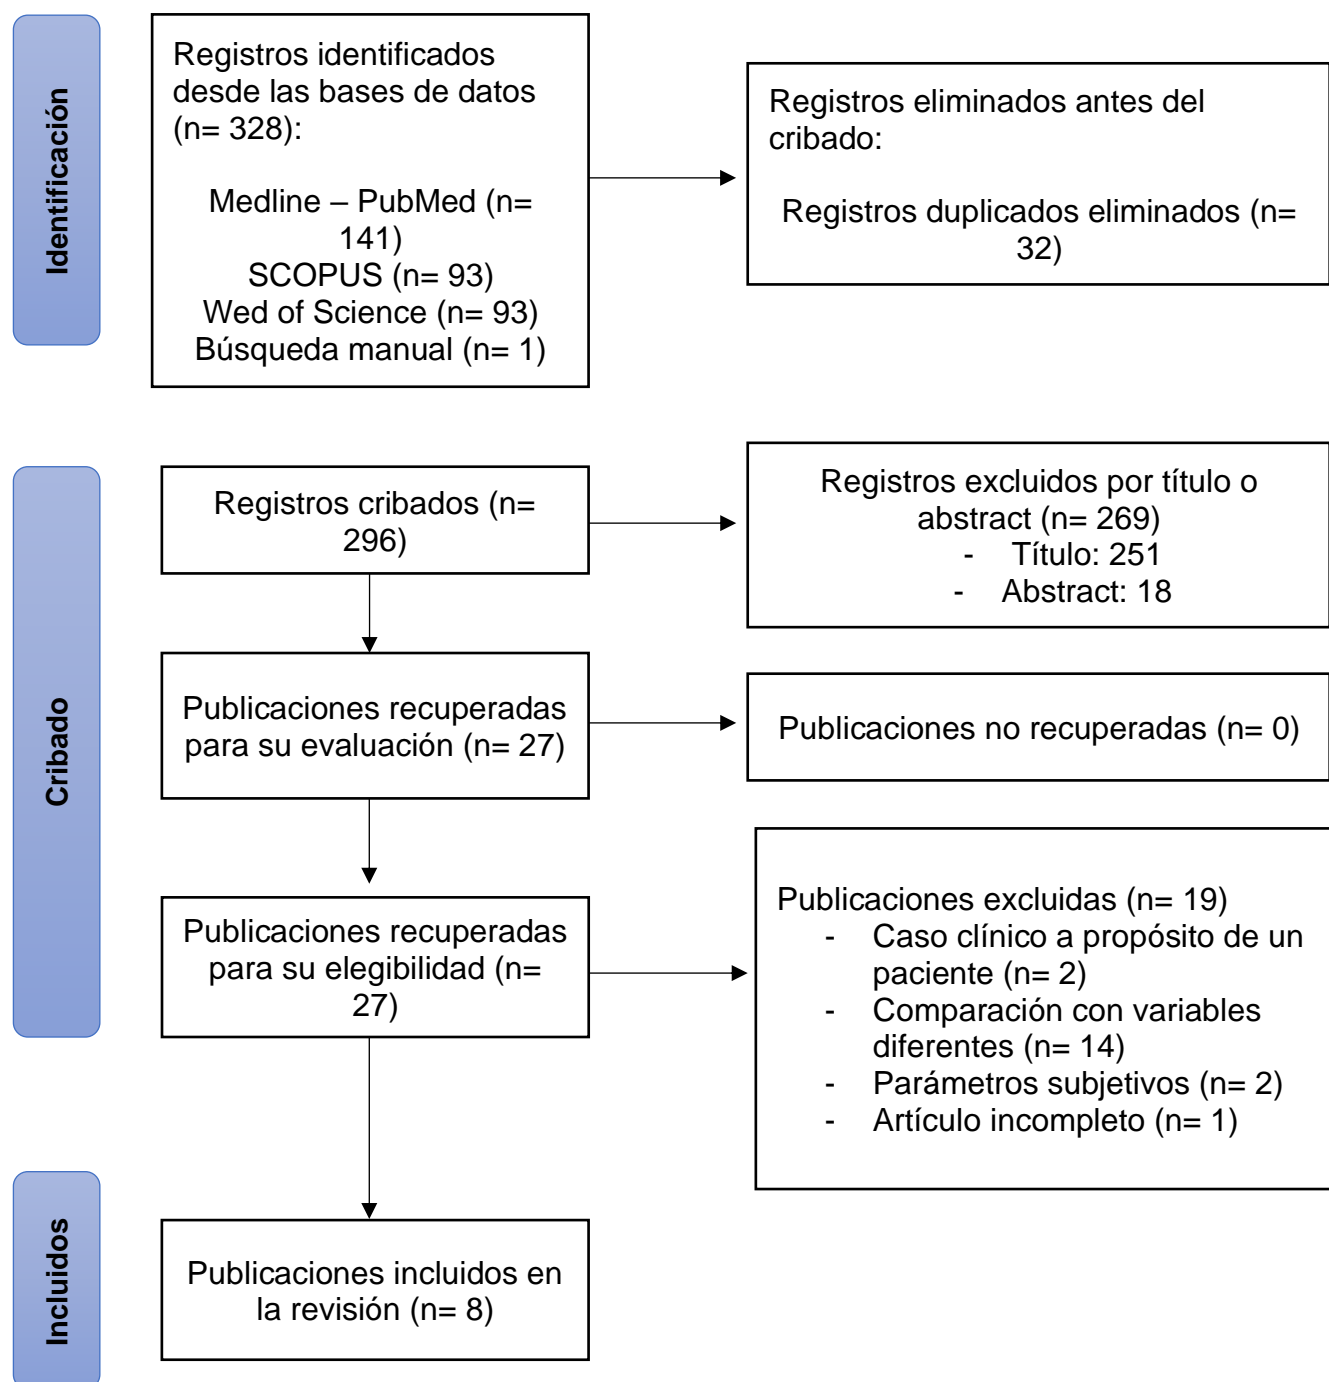 Identificación
Registros identificados
desde las bases de datos
(n= 328):
Medline – PubMed (n=
141)
SCOPUS (n= 93)
Wed of Science (n= 93)
Búsqueda manual (n= 1)
Registros eliminados antes del
cribado:
Registros duplicados eliminados (n=
32)
Cribado
Registros cribados (n=
296)
Registros excluidos por título o
abstract (n= 269)
- Título: 251
- Abstract: 18
Publicaciones recuperadas
para su evaluación (n= 27)
Publicaciones no recuperadas (n= 0)
Publicaciones recuperadas
para su elegibilidad (n=
27)
Publicaciones excluidas (n= 19)
- Caso clínico a propósito de un
paciente (n= 2)
- Comparación con variables
diferentes (n= 14)
- Parámetros subjetivos (n= 2)
- Artículo incompleto (n= 1)
Incluidos
Publicaciones incluidos en
la revisión (n= 8)